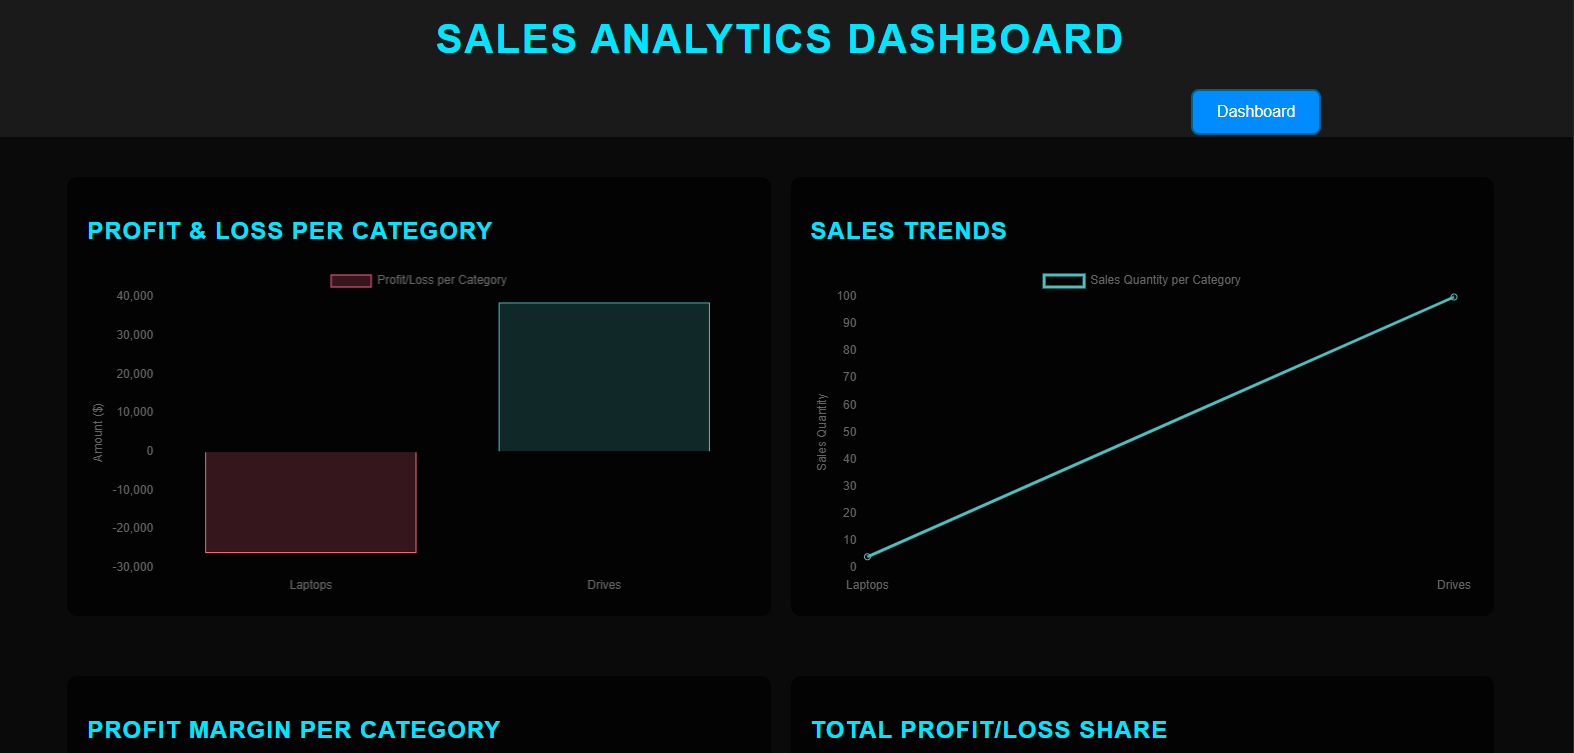 SALES ANALYTICS DASHBOARD
Dashboard
PROFIT & LOSS PER CATEGORY
Profit/Loss per Category
40,000
30,000
20,000
10,000
0
-10,000
-20,000
-30,000
Amount ($)
Laptops
Drives
SALES TRENDS
Sales Quantity per Category
100
90
80
70
60
50
40
30
20
10
0
Sales Quantity
Laptops
Drives
PROFIT MARGIN PER CATEGORY
TOTAL PROFIT/LOSS SHARE